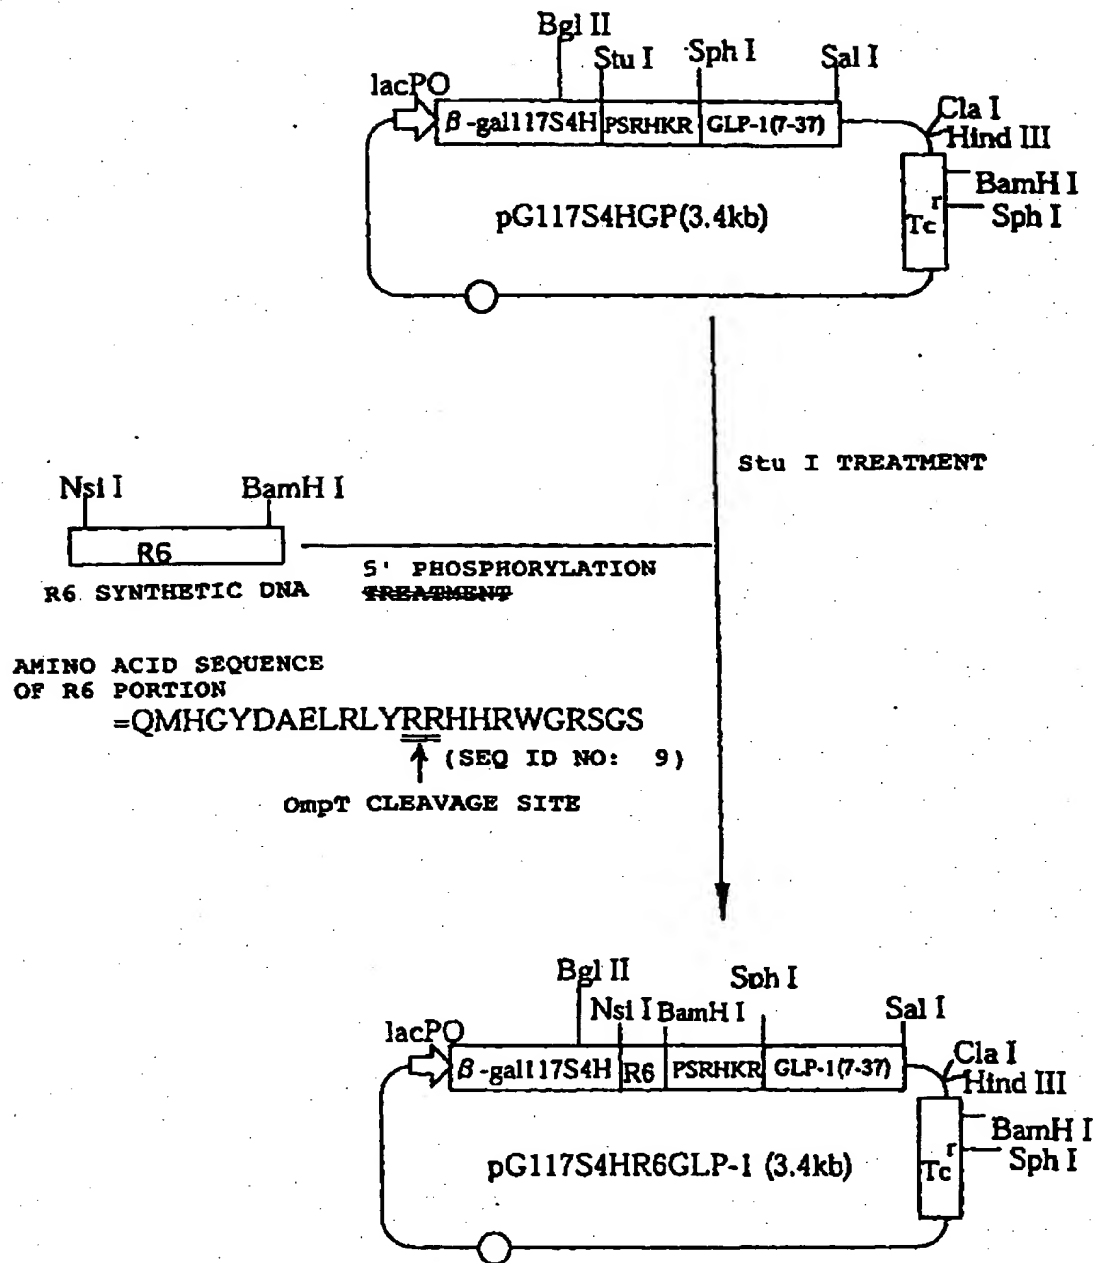 Bgl II
Stu I
Sph I
Sal I
lacPO
β-gal117S4H
PSRHKR
GLP-1(7-37)
Cla I
Hind III
BamH I
Sph I
Tc r
pG117S4HGP(3.4kb)
Stu I TREATMENT
Nsi I
BamH I
R6
R6 SYNTHETIC DNA
5' PHOSPHORYLATION
TREATMENT
AMINO ACID SEQUENCE
OF R6 PORTION
=QMHGYDAELRLYRRHHRWGRSGS
(SEQ ID NO: 9)
OmpT CLEAVAGE SITE
Bgl II
Sph I
Nsi I
BamH I
Sal I
lacPO
β-gal117S4H
R6
PSRHKR
GLP-1(7-37)
Cla I
Hind III
BamH I
Sph I
Tc r
pG117S4HR6GLP-1 (3.4kb)